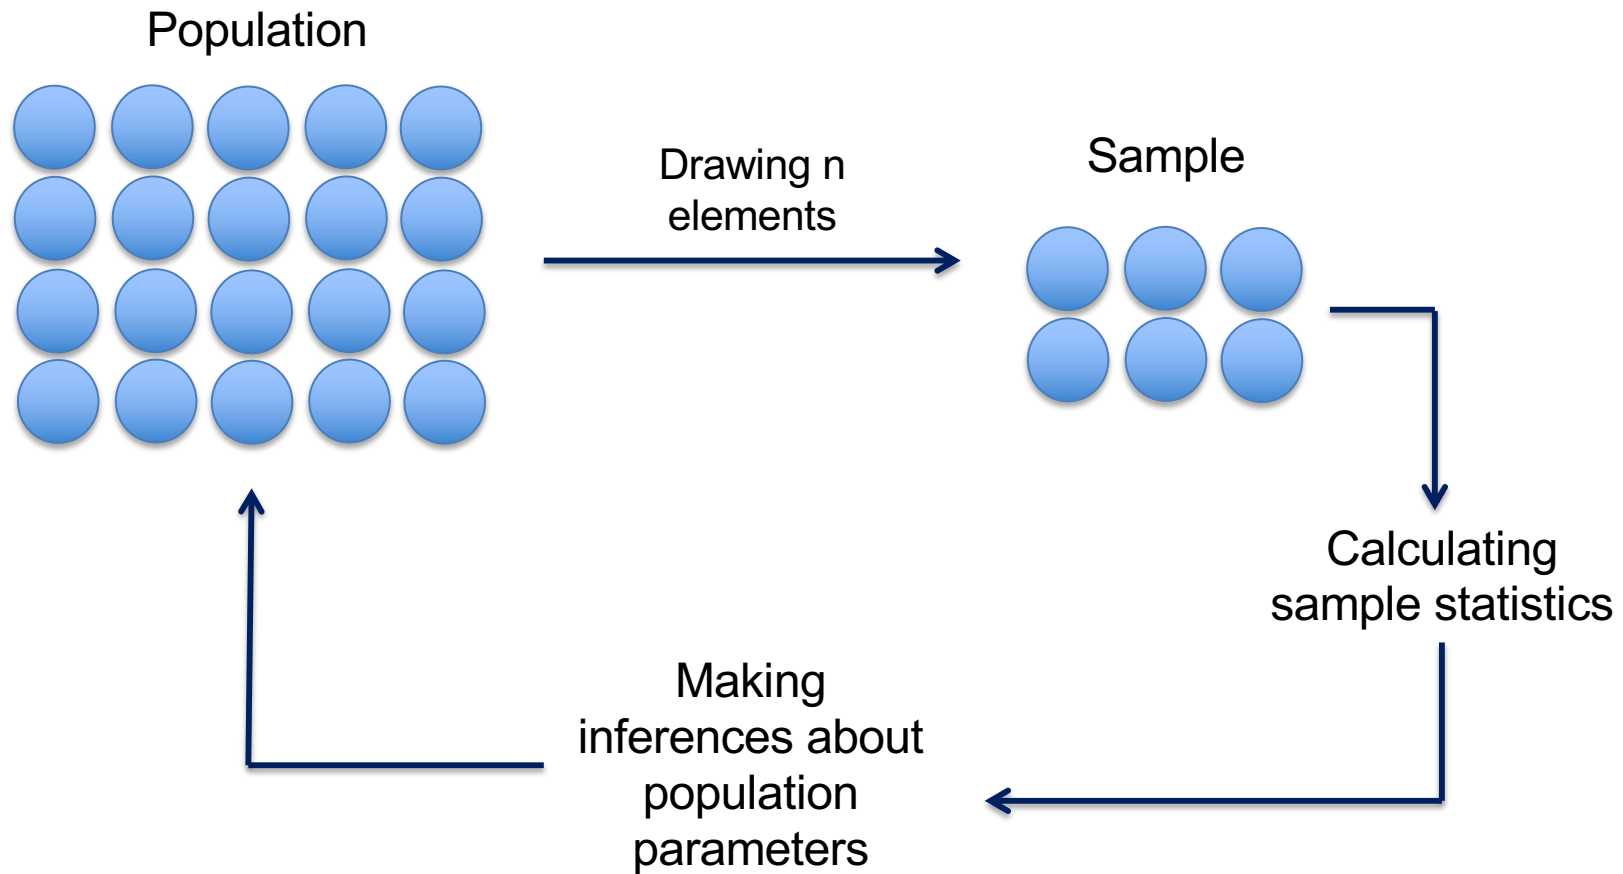 Population
Drawing n
elements
Sample
Calculating
sample statistics
Making
inferences about
population
parameters